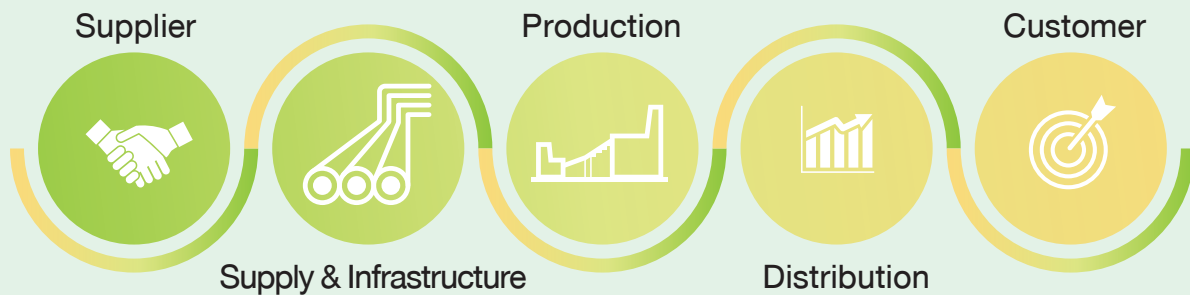 Supplier
Supply & Infrastructure
Production
Distribution
Customer